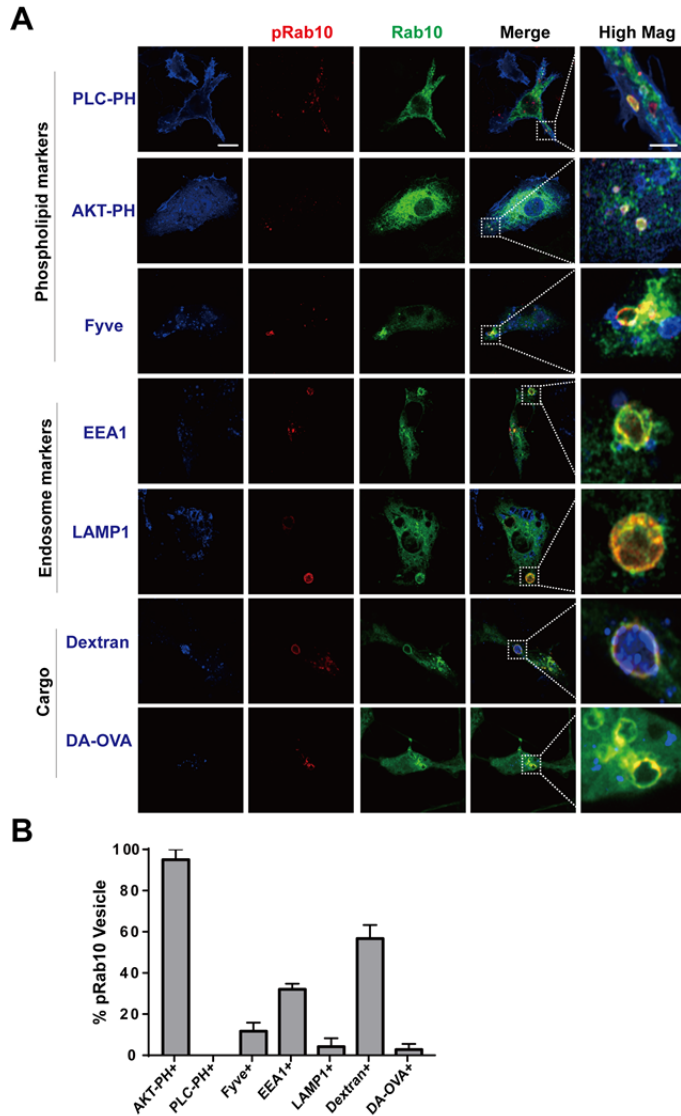 A
pRab10 Rab10 Merge High Mag
Phospholipid markers
PLC-PH
AKT-PH
Fyve
Endosome markers
EEA1
LAMP1
Cargo
Dextran
DA-OVA
B
% pRab10 Vesicle
100
80
60
40
20
0
AKT-PH+ PLC-PH+ Fyve+ EEA1+ LAMP1+ Dextran+ DA-OVA+